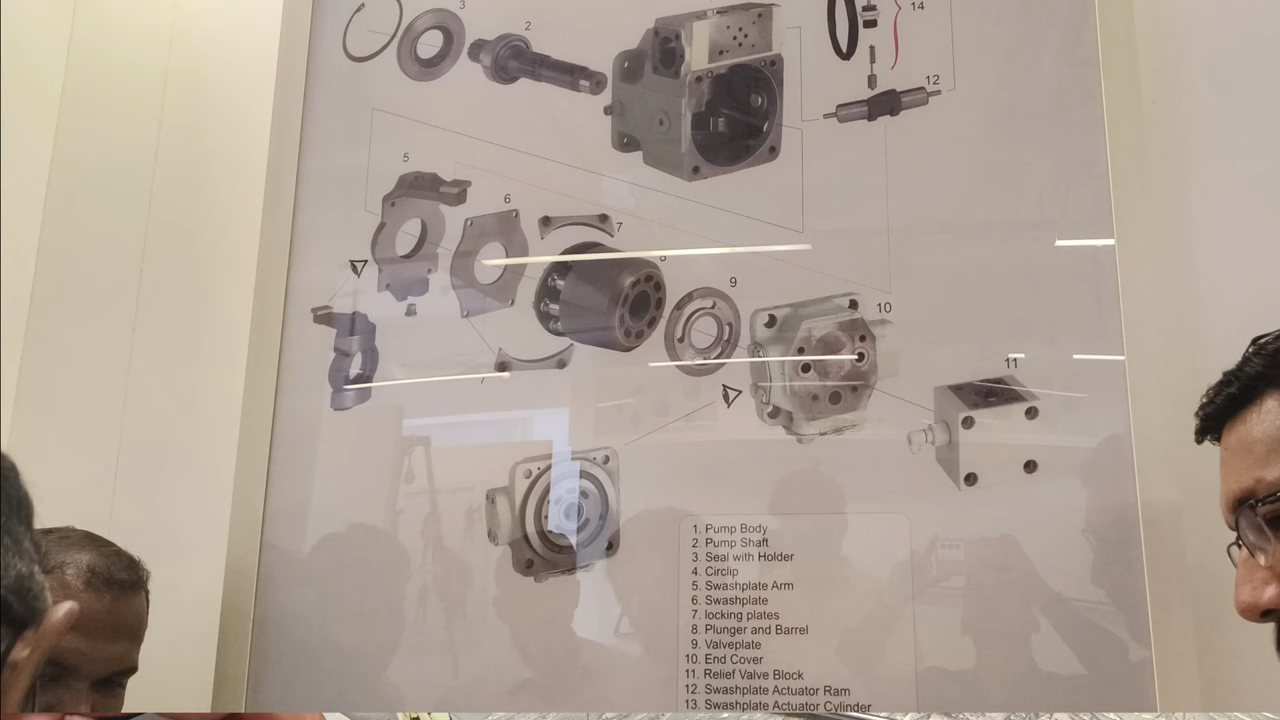 3
2
14
12
5
6
7
8
9
10
11
7
1. Pump Body
2. Pump Shaft
3. Seal with Holder
4. Circlip
5. Swashplate Arm
6. Swashplate
7. locking plates
8. Plunger and Barrel
9. Valveplate
10. End Cover
11. Relief Valve Block
12. Swashplate Actuator Ram
13. Swashplate Actuator Cylinder